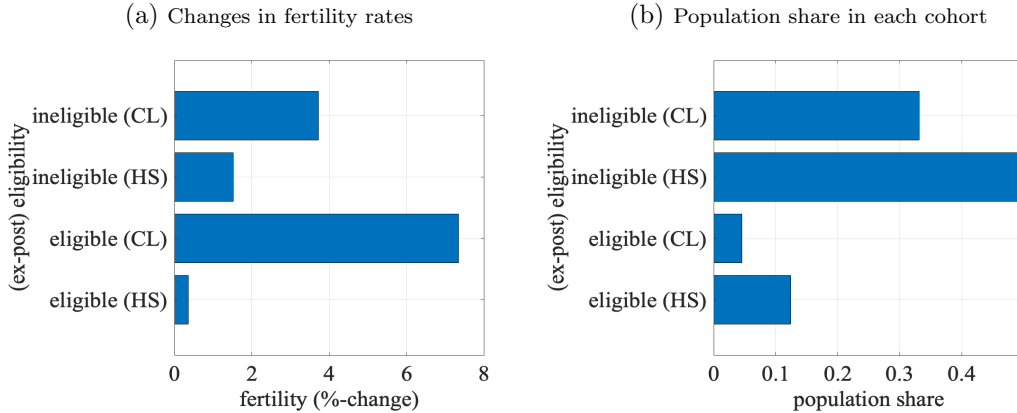 (a) Changes in fertility rates
ineligible (CL)
ineligible (HS)
eligible (CL)
eligible (HS)
(ex-post) eligibility
0 2 4 6 8
fertility (%-change)
(b) Population share in each cohort
ineligible (CL)
ineligible (HS)
eligible (CL)
eligible (HS)
(ex-post) eligibility
0 0.1 0.2 0.3 0.4
population share